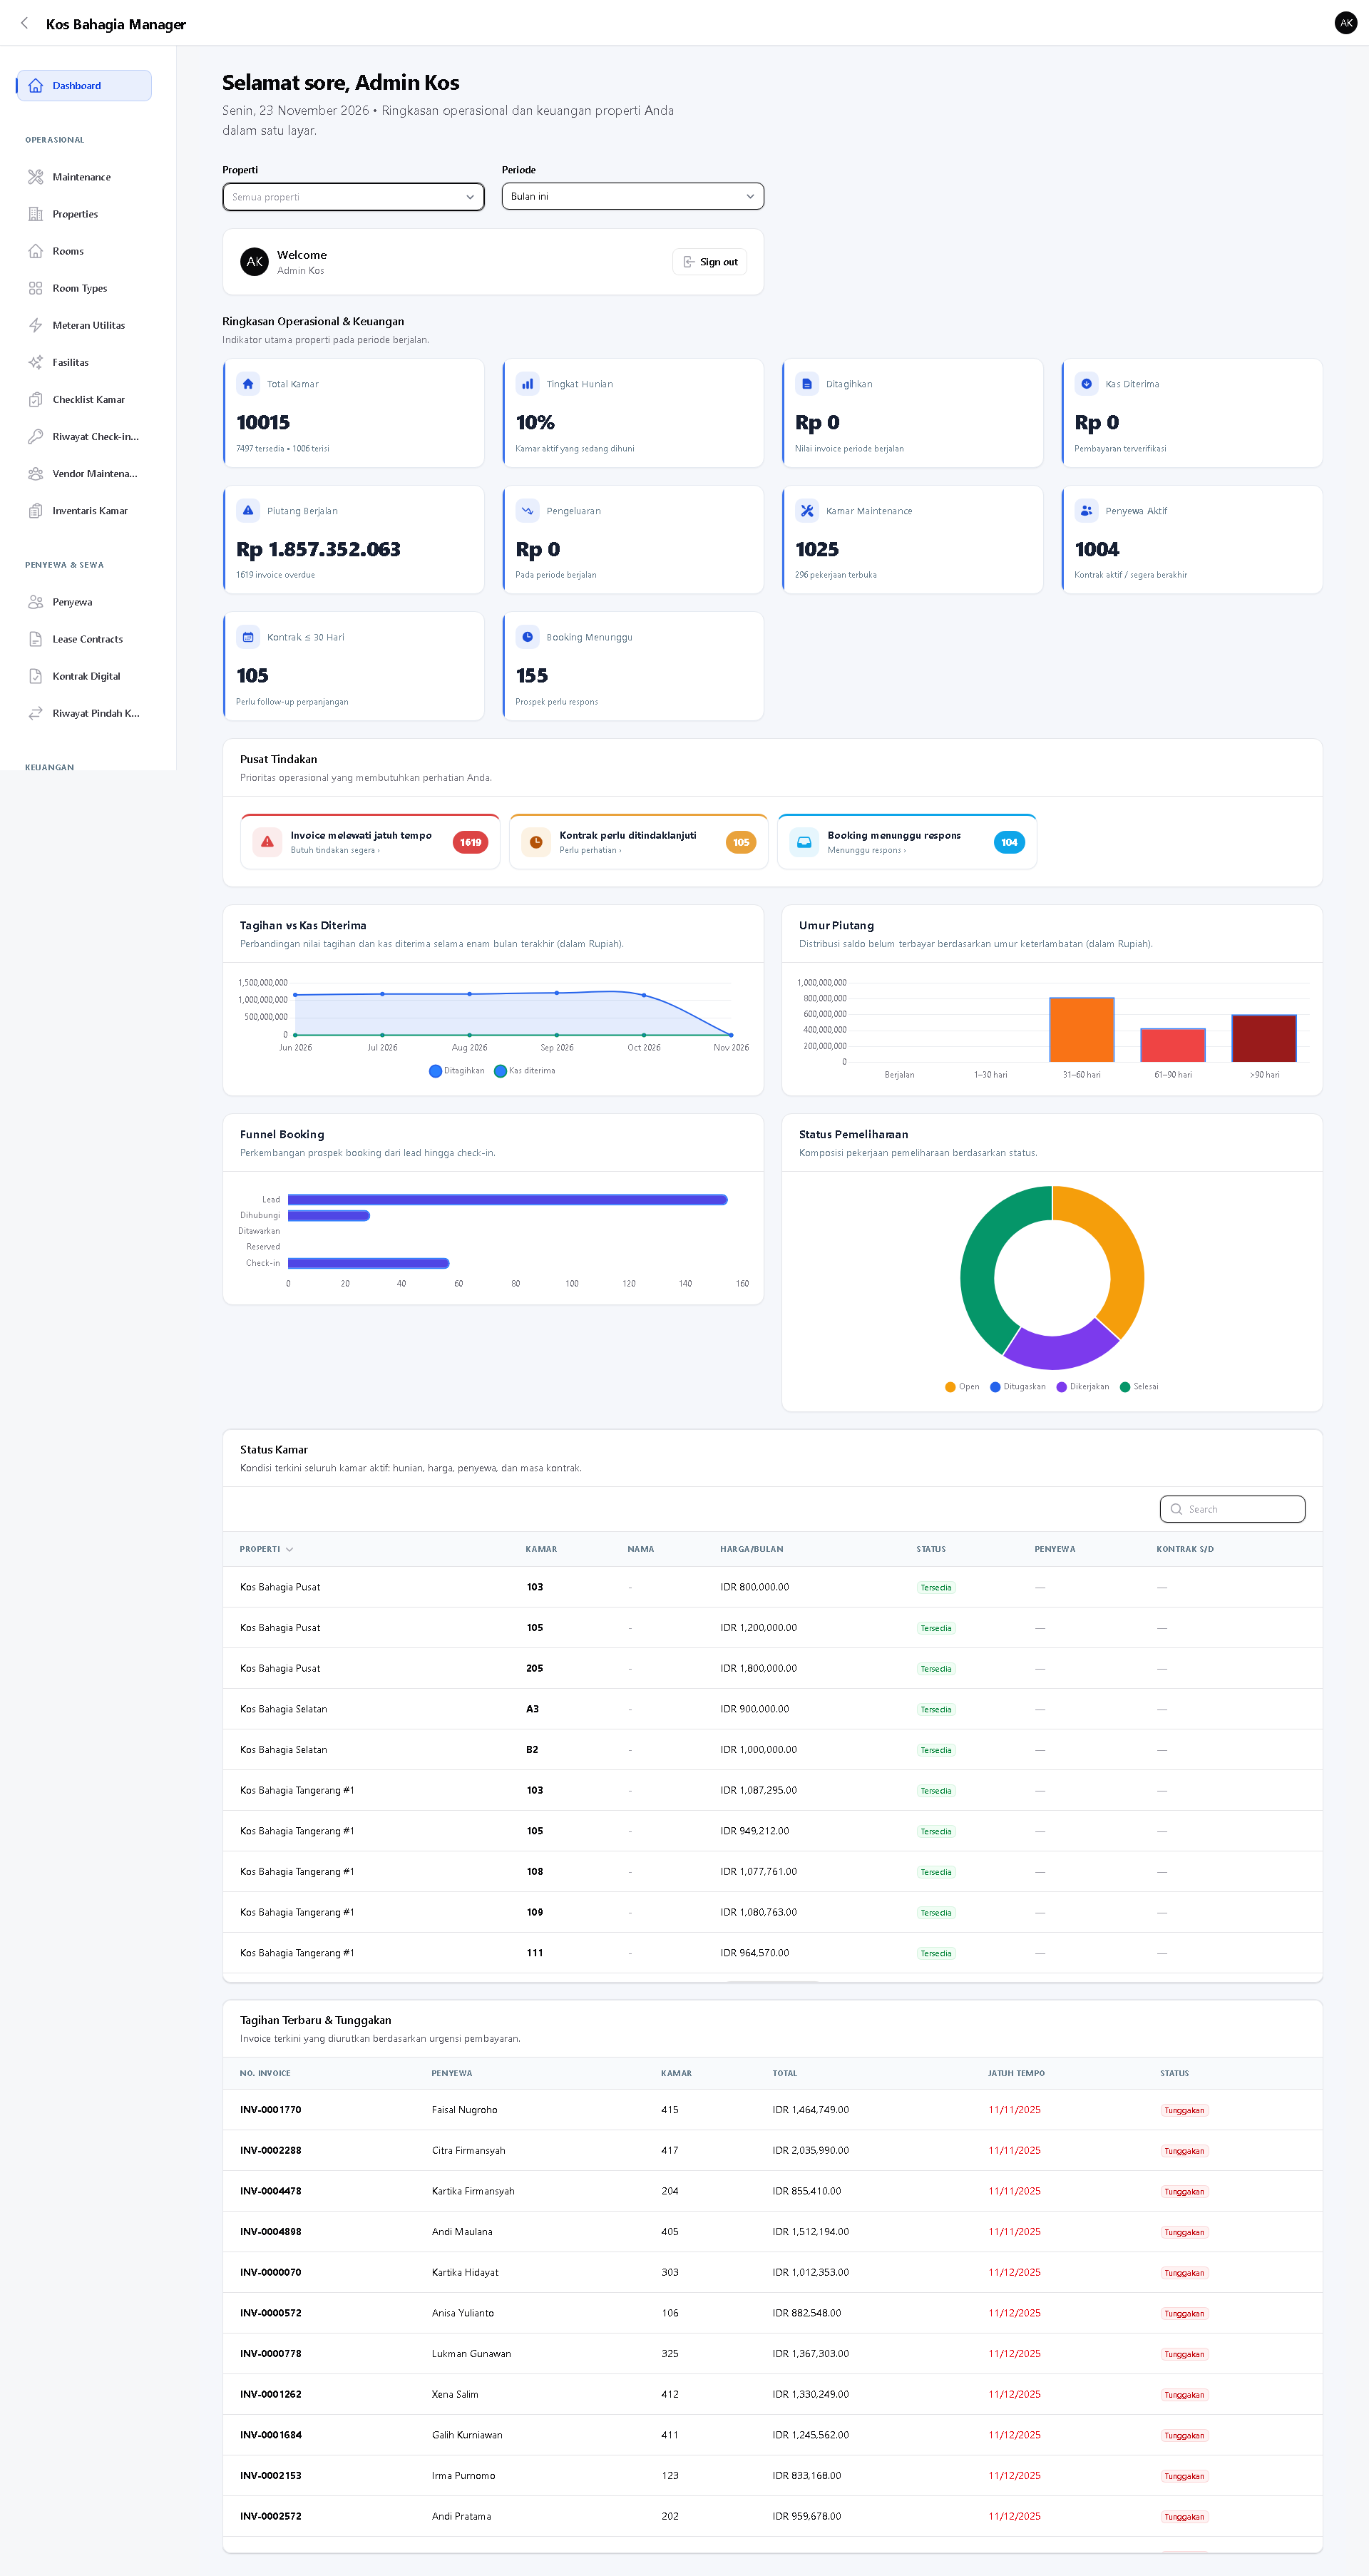 Kos Bahagia Manager
AK
Dashboard
OPERASIONAL
Maintenance
Properties
Rooms
Room Types
Meteran Utilitas
Fasilitas
Checklist Kamar
Riwayat Check-in...
Vendor Maintena...
Inventaris Kamar
PENYEWA & SEWA
Penyewa
Lease Contracts
Kontrak Digital
Riwayat Pindah K...
KEUANGAN
Selamat sore, Admin Kos
Senin, 23 November 2026 • Ringkasan operasional dan keuangan properti Anda
dalam satu layar.
Properti
Periode
Semua properti
Bulan ini
AK
Welcome
Admin Kos
Sign out
Ringkasan Operasional & Keuangan
Indikator utama properti pada periode berjalan.
Total Kamar
10015
7497 tersedia • 1006 terisi
Tingkat Hunian
10%
Kamar aktif yang sedang dihuni
Ditagihkan
Rp 0
Nilai invoice periode berjalan
Kas Diterima
Rp 0
Pembayaran terverifikasi
Piutang Berjalan
Rp 1.857.352.063
1619 invoice overdue
Pengeluaran
Rp 0
Pada periode berjalan
Kamar Maintenance
1025
296 pekerjaan terbuka
Penyewa Aktif
1004
Kontrak aktif / segera berakhir
Kontrak ≤ 30 Hari
105
Perlu follow-up perpanjangan
Booking Menunggu
155
Prospek perlu respons
Pusat Tindakan
Prioritas operasional yang membutuhkan perhatian Anda.
Invoice melewati jatuh tempo
Butuh tindakan segera ›
1619
Kontrak perlu ditindaklanjuti
Perlu perhatian ›
105
Booking menunggu respons
Menunggu respons ›
104
Tagihan vs Kas Diterima
Perbandingan nilai tagihan dan kas diterima selama enam bulan terakhir (dalam Rupiah).
1,500,000,000
1,000,000,000
500,000,000
0
Jun 2026 Jul 2026 Aug 2026 Sep 2026 Oct 2026 Nov 2026
Ditagihkan Kas diterima
Umur Piutang
Distribusi saldo belum terbayar berdasarkan umur keterlambatan (dalam Rupiah).
1,000,000,000
800,000,000
600,000,000
400,000,000
200,000,000
0
Berjalan 1–30 hari 31–60 hari 61–90 hari >90 hari
Funnel Booking
Perkembangan prospek booking dari lead hingga check-in.
Lead
Dihubungi
Ditawarkan
Reserved
Check-in
0 20 40 60 80 100 120 140 160
Status Pemeliharaan
Komposisi pekerjaan pemeliharaan berdasarkan status.
Open Ditugaskan Dikerjakan Selesai
Status Kamar
Kondisi terkini seluruh kamar aktif: hunian, harga, penyewa, dan masa kontrak.
Search
PROPERTI KAMAR NAMA HARGA/BULAN STATUS PENYEWA KONTRAK S/D
Kos Bahagia Pusat 103 - IDR 800,000.00 Tersedia — —
Kos Bahagia Pusat 105 - IDR 1,200,000.00 Tersedia — —
Kos Bahagia Pusat 205 - IDR 1,800,000.00 Tersedia — —
Kos Bahagia Selatan A3 - IDR 900,000.00 Tersedia — —
Kos Bahagia Selatan B2 - IDR 1,000,000.00 Tersedia — —
Kos Bahagia Tangerang #1 103 - IDR 1,087,295.00 Tersedia — —
Kos Bahagia Tangerang #1 105 - IDR 949,212.00 Tersedia — —
Kos Bahagia Tangerang #1 108 - IDR 1,077,761.00 Tersedia — —
Kos Bahagia Tangerang #1 109 - IDR 1,080,763.00 Tersedia — —
Kos Bahagia Tangerang #1 111 - IDR 964,570.00 Tersedia — —
Tagihan Terbaru & Tunggakan
Invoice terkini yang diurutkan berdasarkan urgensi pembayaran.
NO. INVOICE PENYEWA KAMAR TOTAL JATUH TEMPO STATUS
INV-0001770 Faisal Nugroho 415 IDR 1,464,749.00 11/11/2025 Tunggakan
INV-0002288 Citra Firmansyah 417 IDR 2,035,990.00 11/11/2025 Tunggakan
INV-0004478 Kartika Firmansyah 204 IDR 855,410.00 11/11/2025 Tunggakan
INV-0004898 Andi Maulana 405 IDR 1,512,194.00 11/11/2025 Tunggakan
INV-0000070 Kartika Hidayat 303 IDR 1,012,353.00 11/12/2025 Tunggakan
INV-0000572 Anisa Yulianto 106 IDR 882,548.00 11/12/2025 Tunggakan
INV-0000778 Lukman Gunawan 325 IDR 1,367,303.00 11/12/2025 Tunggakan
INV-0001262 Xena Salim 412 IDR 1,330,249.00 11/12/2025 Tunggakan
INV-0001684 Galih Kurniawan 411 IDR 1,245,562.00 11/12/2025 Tunggakan
INV-0002153 Irma Purnomo 123 IDR 833,168.00 11/12/2025 Tunggakan
INV-0002572 Andi Pratama 202 IDR 959,678.00 11/12/2025 Tunggakan